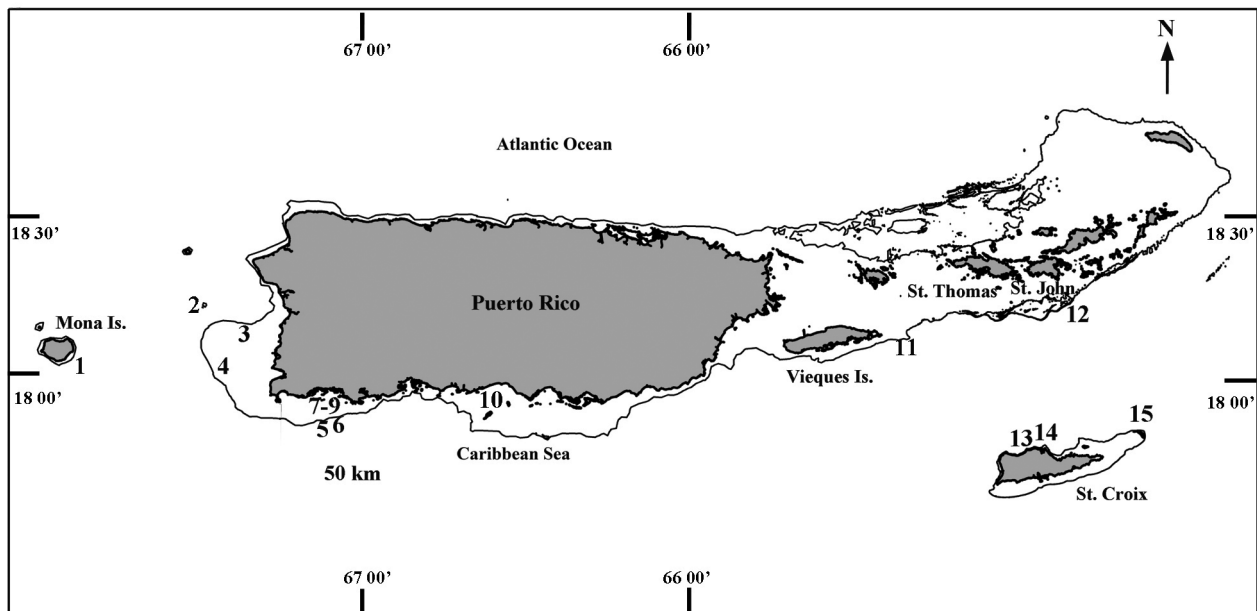 67 00’
66 00’
N
Atlantic Ocean
18 30’
18 30’
Puerto Rico
St. Thomas
St. John
2
Mona Is.
3
12
1
4
11
Vieques Is.
18 00’
18 00’
7-9
10
5
6
15
13
14
Caribbean Sea
50 km
St. Croix
67 00’
66 00’